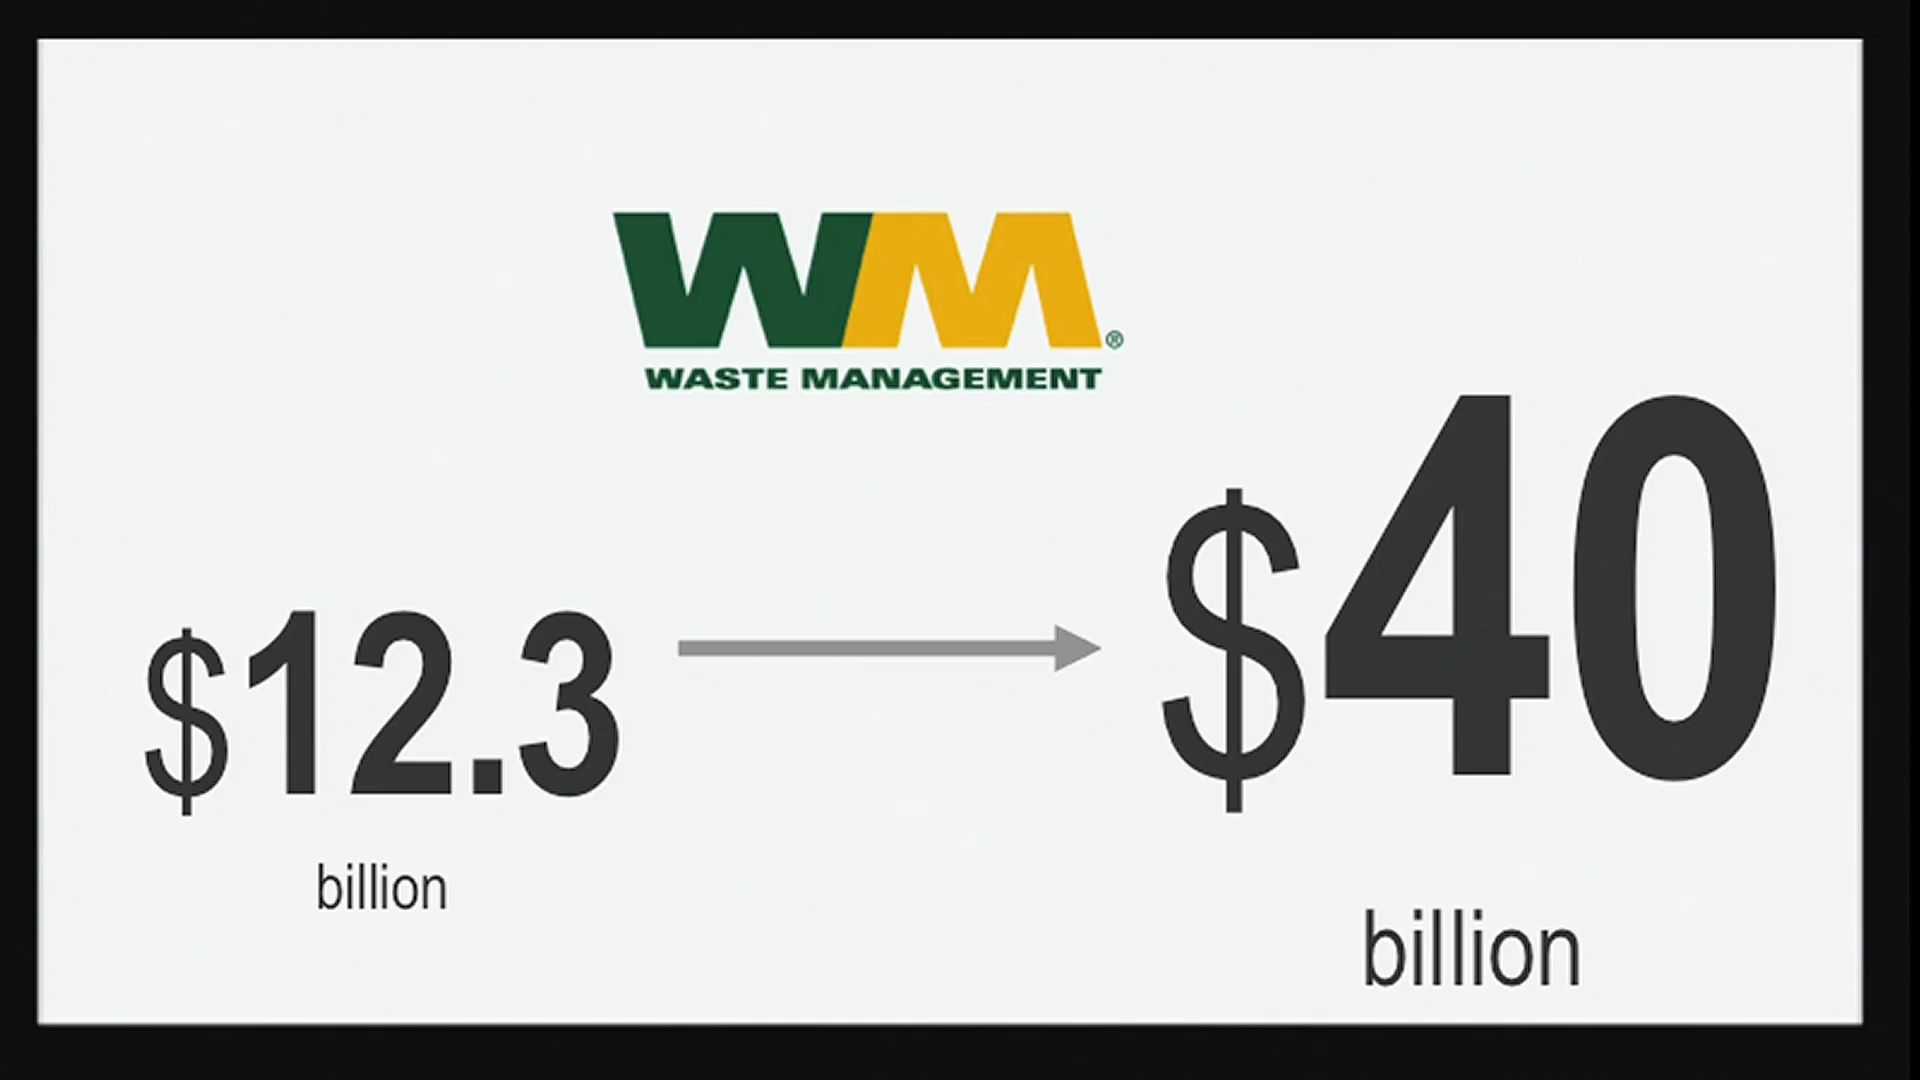 WM®
WASTE MANAGEMENT
$12.3
billion
$40
billion